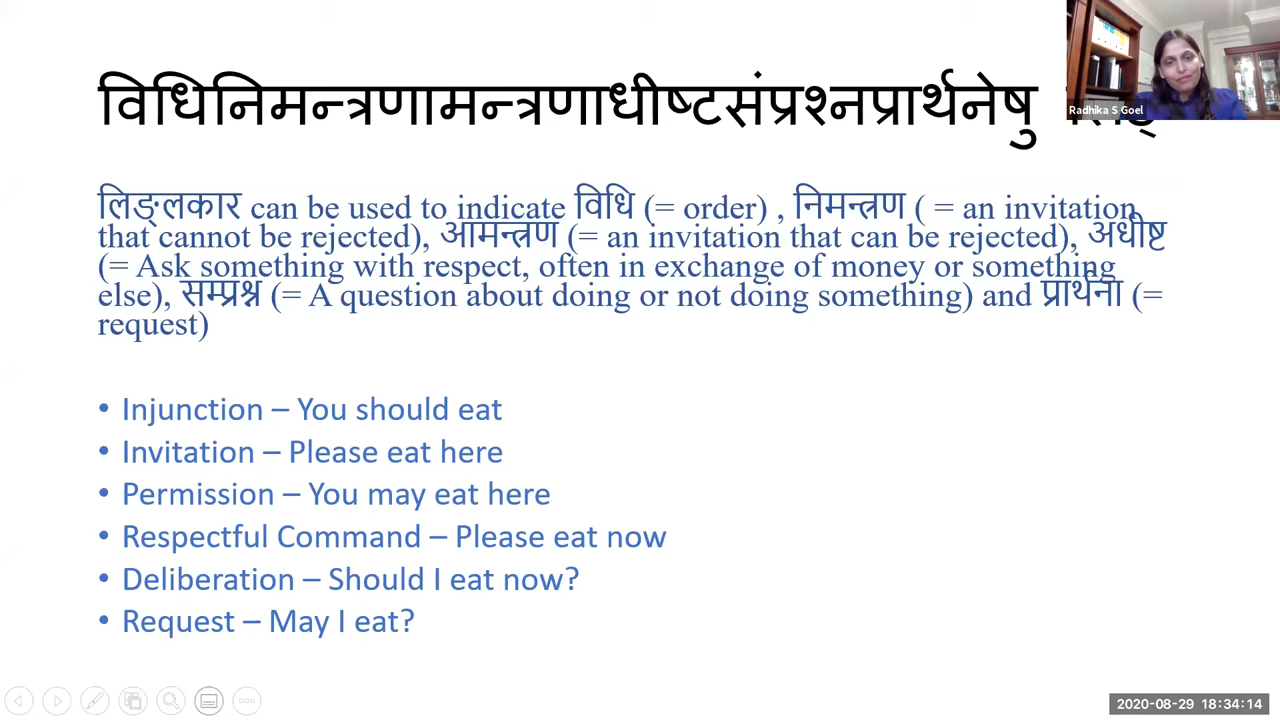 विधिनिमन्त्रणामन्त्रणाधीष्टसंप्रश्नप्रार्थनेषु
Radhika S Goel
लिङ्लकार can be used to indicate विधि (= order) , निमन्त्रण ( = an invitation
that cannot be rejected), आमन्त्रण (= an invitation that can be rejected), अधीष्ट
(= Ask something with respect, often in exchange of money or something
else), सम्प्रश्न (= A question about doing or not doing something) and प्रार्थना (=
request)
• Injunction – You should eat
• Invitation – Please eat here
• Permission – You may eat here
• Respectful Command – Please eat now
• Deliberation – Should I eat now?
• Request – May I eat?
2020-08-29 18:34:14